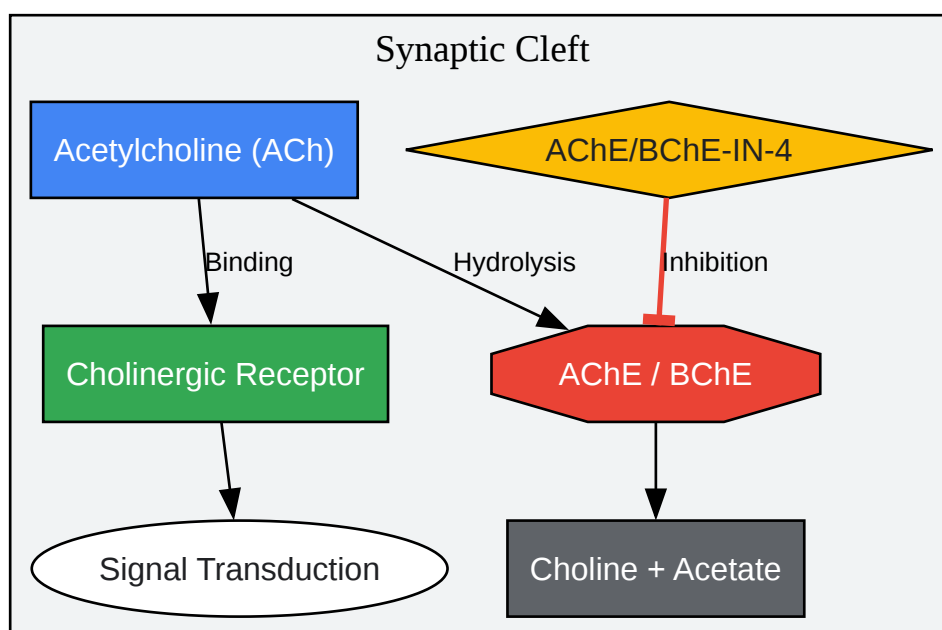 Synaptic Cleft
Acetylcholine (ACh)
AChE/BChE-IN-4
Binding
Hydrolysis
Inhibition
Cholinergic Receptor
AChE / BChE
Signal Transduction
Choline + Acetate